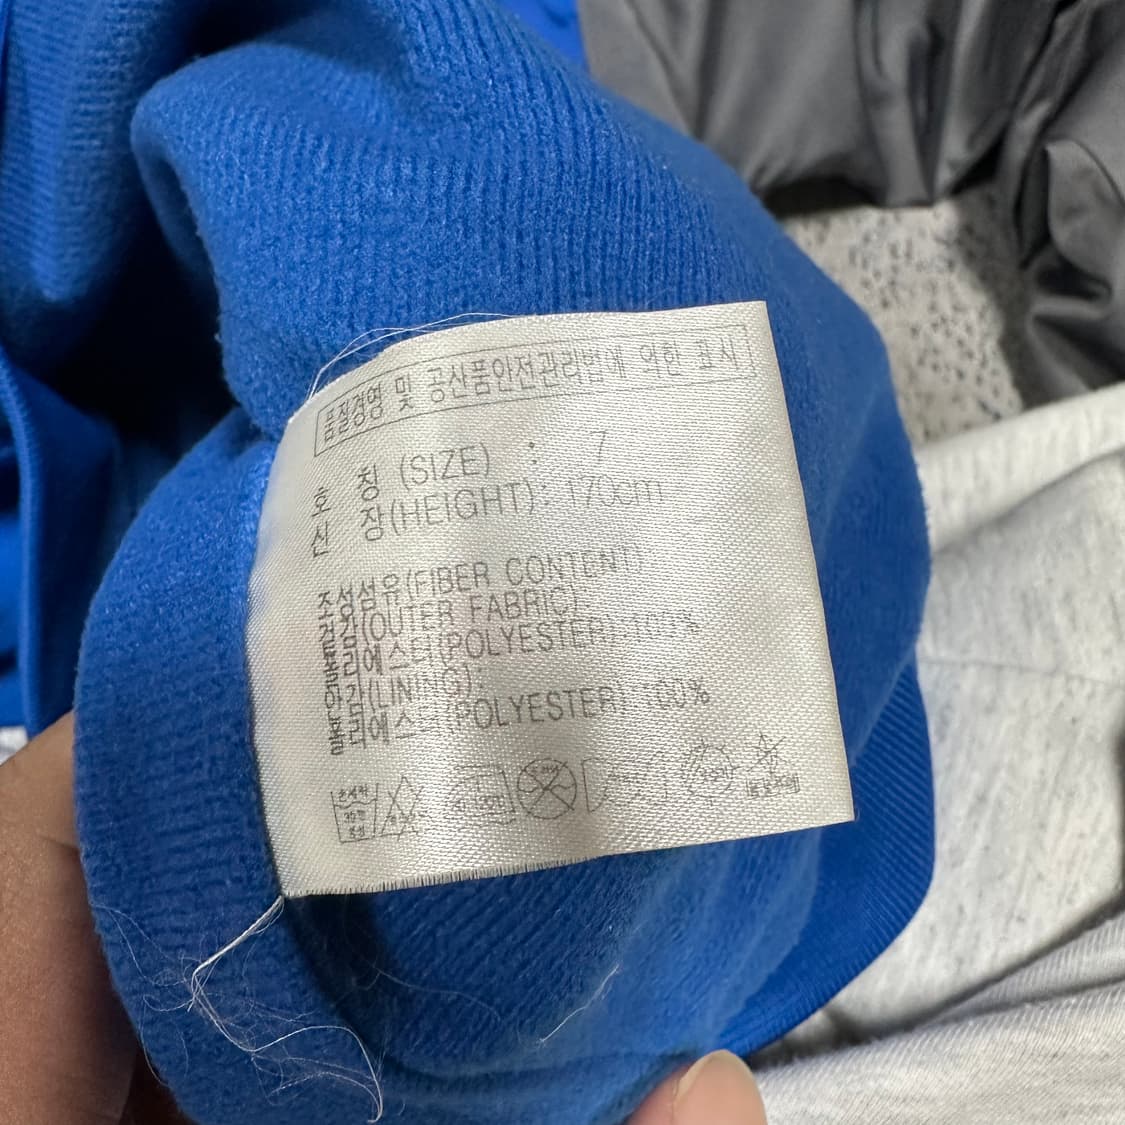 품질경영 및 공산품안전관리법에 의한 표시
호 칭 (SIZE) : 7
신 장(HEIGHT): 170cm
조성섬유(FIBER CONTENT)
(OUTER FABRIC):
폴리에스터(POLYESTER):100%
안감(LINING):
폴리에스터(POLYESTER):100%